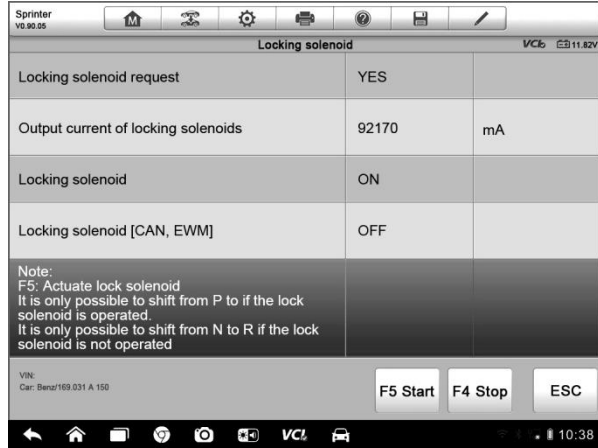 Sprinter
V0.90.05
Locking solenoid
VCI
11.82V
Locking solenoid request YES
Output current of locking solenoids 92170 mA
Locking solenoid ON
Locking solenoid [CAN, EWM] OFF
Note:
F5: Actuate lock solenoid
It is only possible to shift from P to if the lock
solenoid is operated.
It is only possible to shift from N to R if the lock
solenoid is not operated
VIN:
Car: Benz/169.031 A 150
F5 Start F4 Stop ESC
VCI
10:38